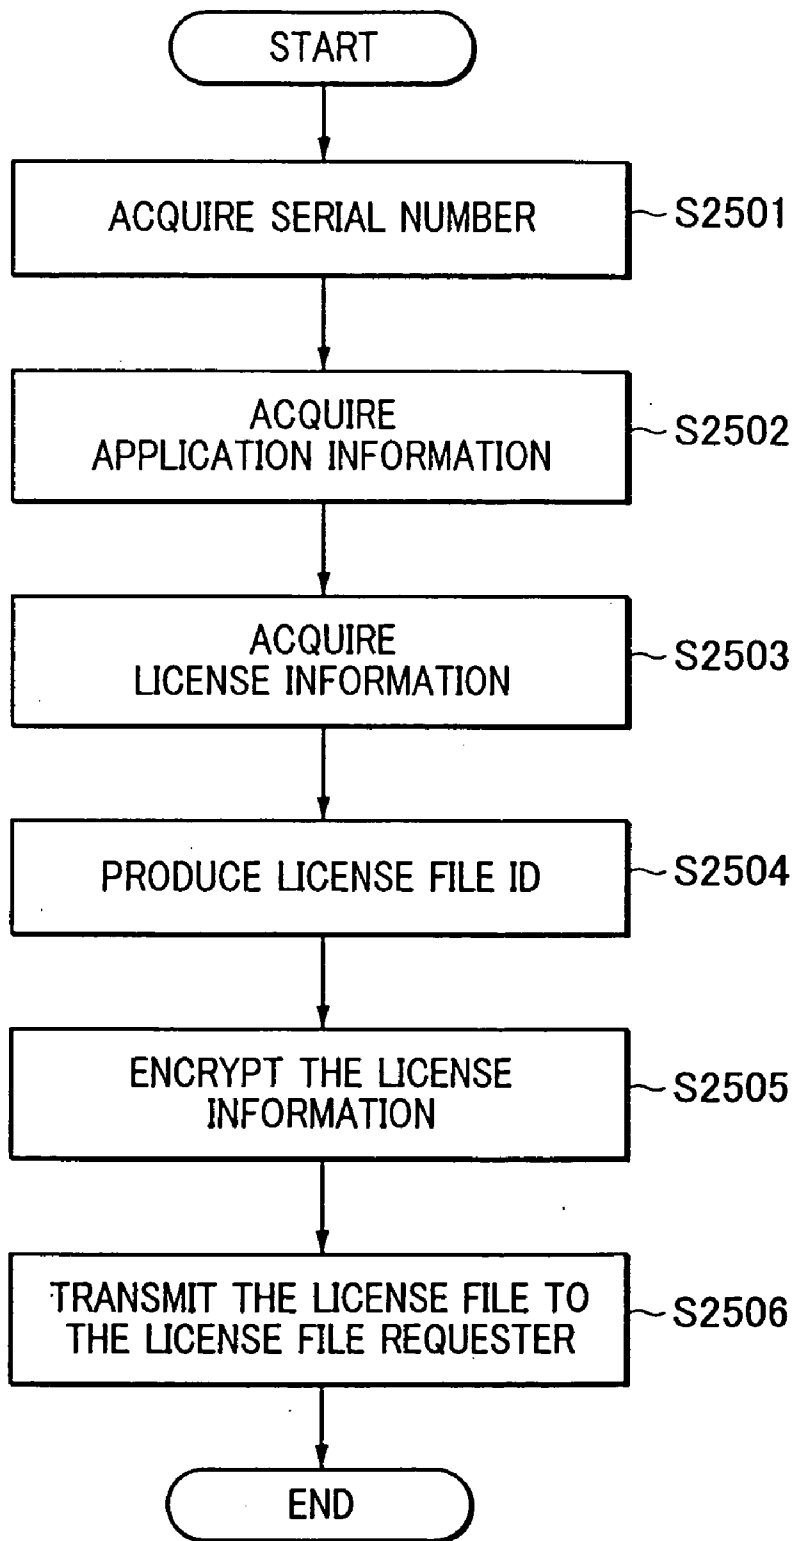 START
ACQUIRE SERIAL NUMBER
S2501
ACQUIRE
APPLICATION INFORMATION
S2502
ACQUIRE
LICENSE INFORMATION
S2503
PRODUCE LICENSE FILE ID
S2504
ENCRYPT THE LICENSE
INFORMATION
S2505
TRANSMIT THE LICENSE FILE TO
THE LICENSE FILE REQUESTER
S2506
END